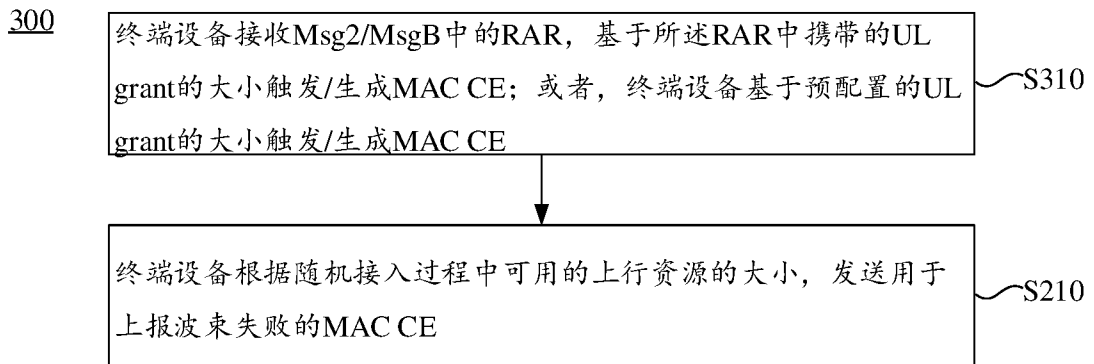 300
终端设备接收Msg2/MsgB中的RAR，基于所述RAR中携带的UL
grant的大小触发/生成MAC CE；或者，终端设备基于预配置的UL
grant的大小触发/生成MAC CE
S310
终端设备根据随机接入过程中可用的上行资源的大小，发送用于
上报波束失败的MAC CE
S210